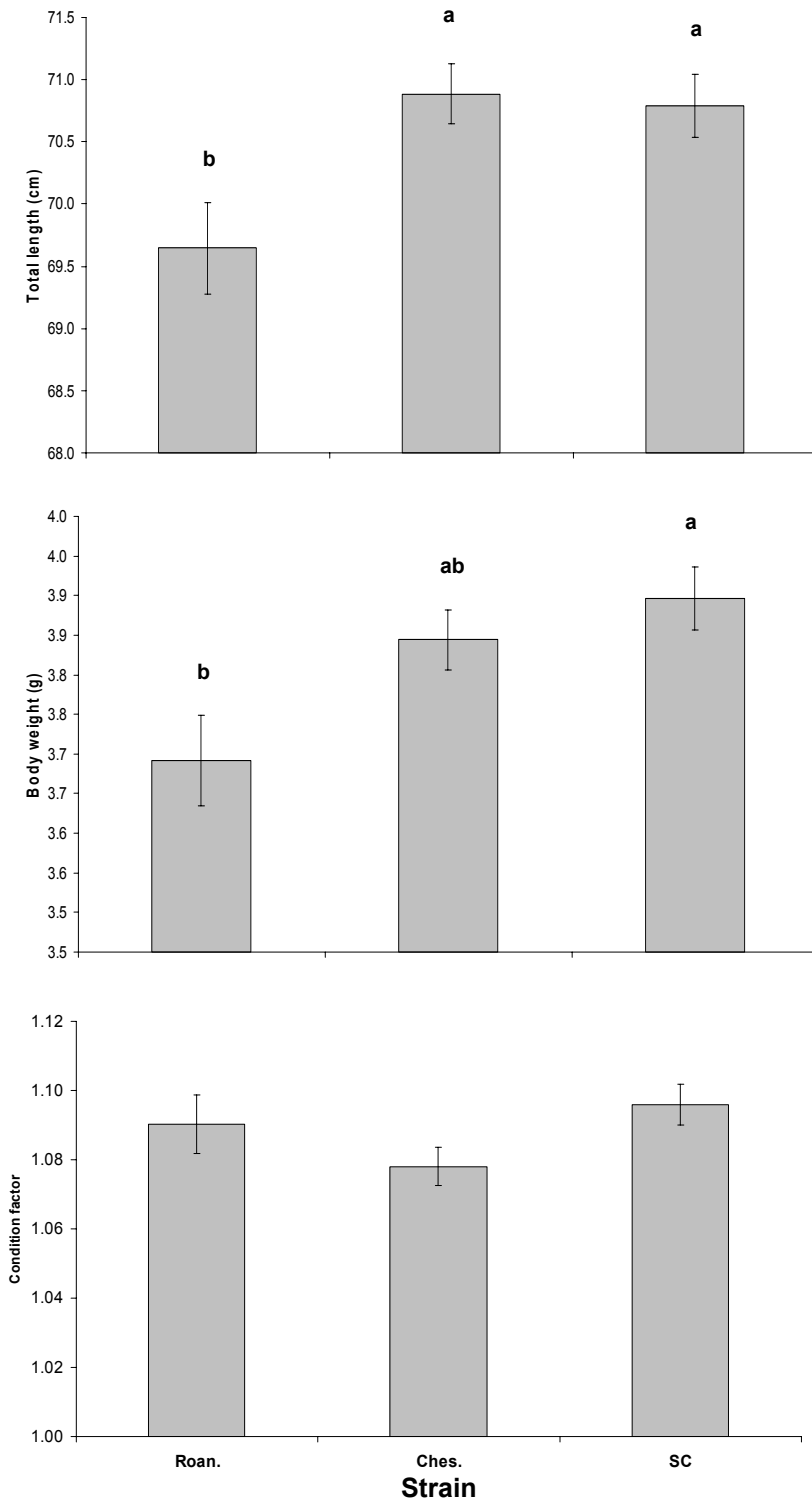 71.5
71.0
70.5
70.0
69.5
69.0
68.5
68.0
Total length (cm)
b
a
a
4.0
4.0
3.9
3.9
3.8
3.8
3.7
3.7
3.6
3.6
3.5
3.5
Body weight (g)
b
ab
a
1.12
1.10
1.08
1.06
1.04
1.02
1.00
Condition factor
Roan. Ches. SC
Strain